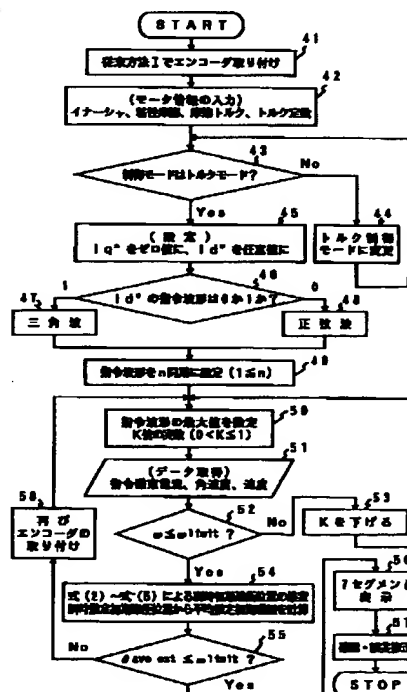 START
41
従来方法Iでエンコーダ取り付け
42
(モータ情報の入力)
イナーシャ、粘性摩擦、摩擦トルク、トルク定数
43
制御モードはトルクモード?
No
Yes
44
トルク制御
モードに変更
45
(設定)
Iq*をゼロ値に、Id*を任意値に
46
Id*の指令波形は0か1か?
1
0
47
三角波
48
正弦波
49
指令波形をn周期に設定(1≤n)
50
指令波形の最大値を設定
K倍の定数(0<K≤1)
51
(データ取得)
指令磁束電流、角速度、速度
52
ω≤ωlimit ?
No
Yes
53
Kを下げる
54
式(2)~式(5)による
55
θave est ≤ ωlimit ?
No
Yes
56
7セグメント
表示
57
58
再び
エンコーダの
取り付け
STOP